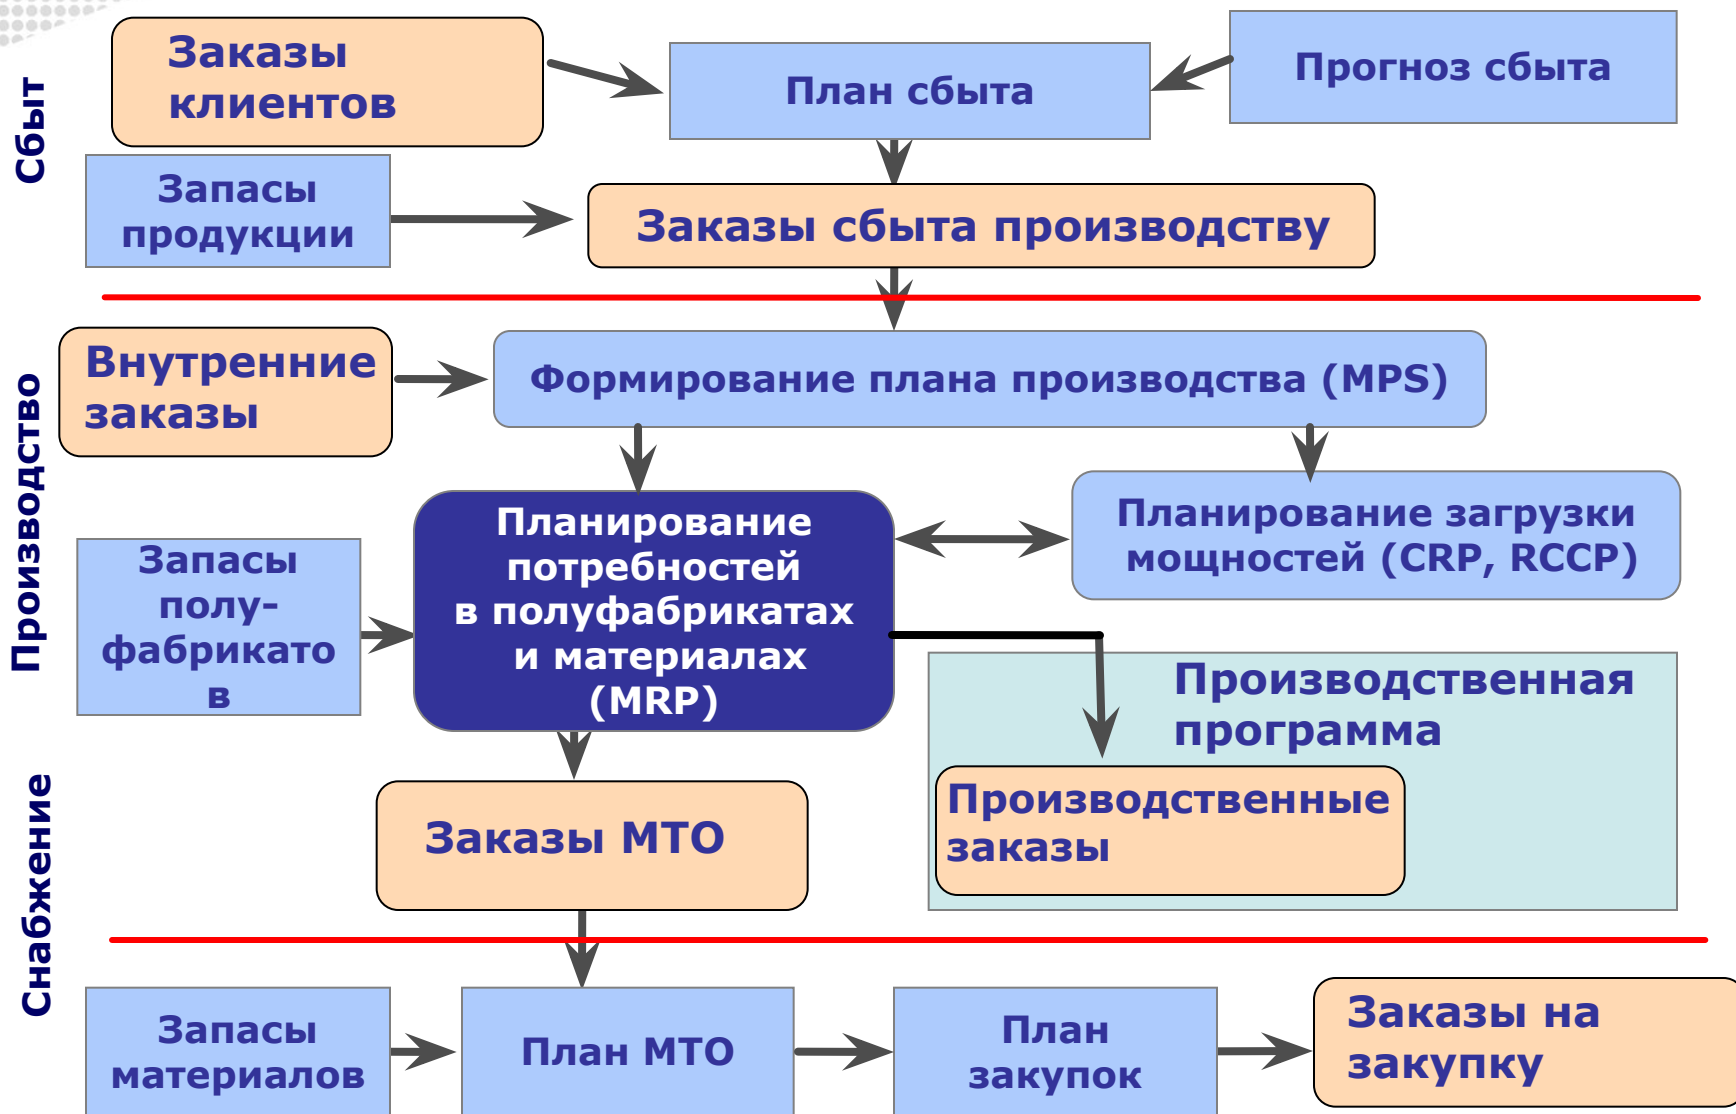 Сбыт
Заказы
клиентов
План сбыта
Прогноз сбыта
Запасы
продукции
Заказы сбыта производству
Производство
Внутренние
заказы
Формирование плана производства (MPS)
Планирование
потребностей
в полуфабрикатах
и материалах
(MRP)
Планирование загрузки
мощностей (CRP, RCCP)
Запасы
полу-
фабрикато
в
Производственная
программа
Производственные
заказы
Снабжение
Заказы МТО
Запасы
материалов
План МТО
План
закупок
Заказы на
закупку